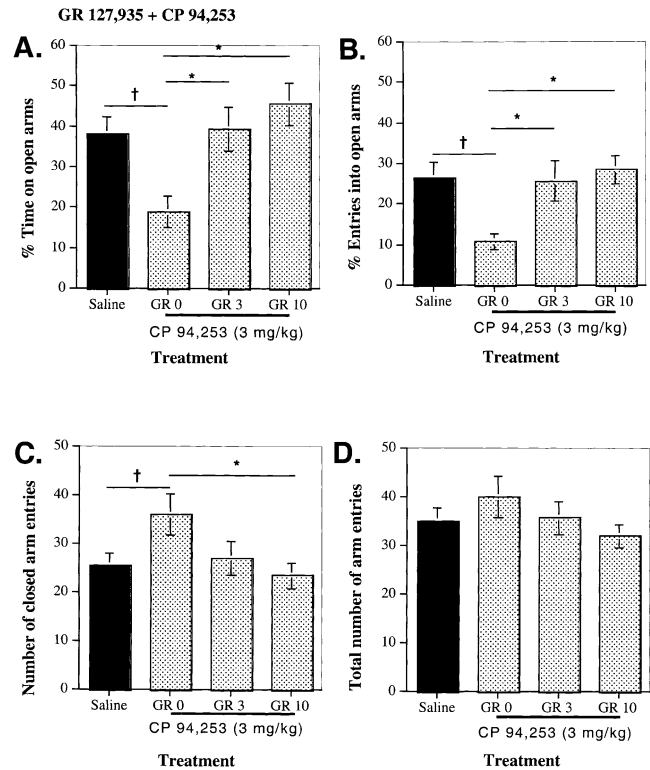 GR 127,935 + CP 94,253
A.
% Time on open arms
60
50
40
30
20
10
0
†
*
*
Saline GR 0 GR 3 GR 10
CP 94,253 (3 mg/kg)
Treatment
B.
% Entries into open arms
60
50
40
30
20
10
0
†
*
*
Saline GR 0 GR 3 GR 10
CP 94,253 (3 mg/kg)
Treatment
C.
Number of closed arm entries
50
40
30
20
10
0
†
*
Saline GR 0 GR 3 GR 10
CP 94,253 (3 mg/kg)
Treatment
D.
Total number of arm entries
50
40
30
20
10
0
Saline GR 0 GR 3 GR 10
CP 94,253 (3 mg/kg)
Treatment